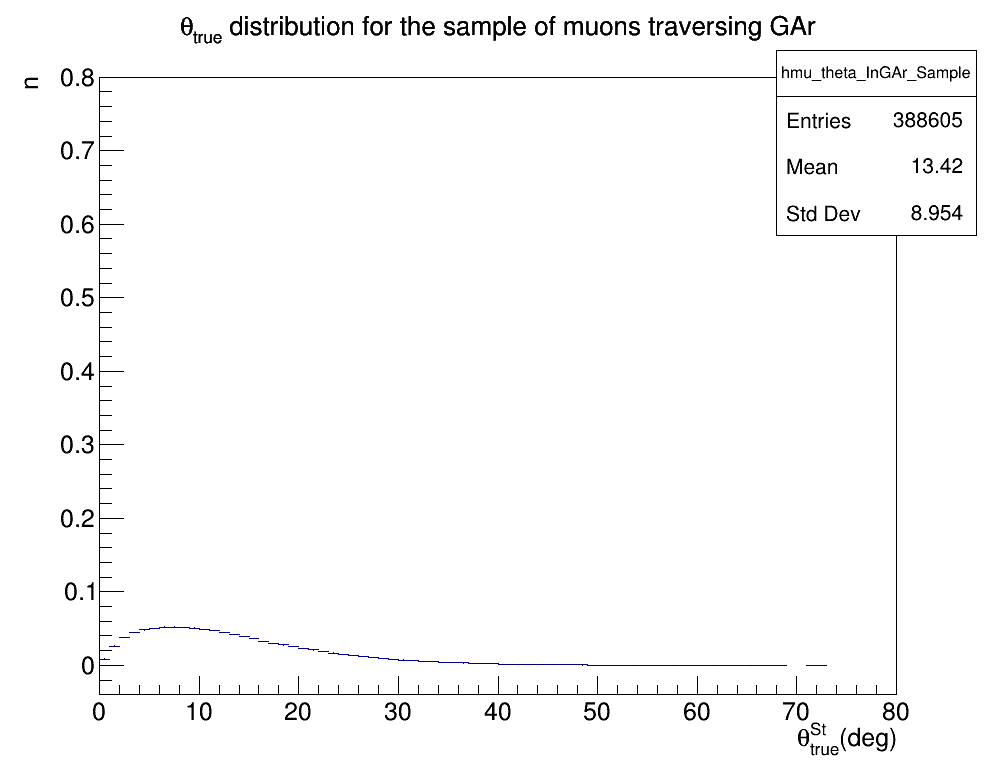 θtrue distribution for the sample of muons traversing GAr
n
hmu_theta_InGAr_Sample
Entries 388605
Mean 13.42
Std Dev 8.954
0.8
0.7
0.6
0.5
0.4
0.3
0.2
0.1
0
0 10 20 30 40 50 60 70 80
θ^St_true(deg)